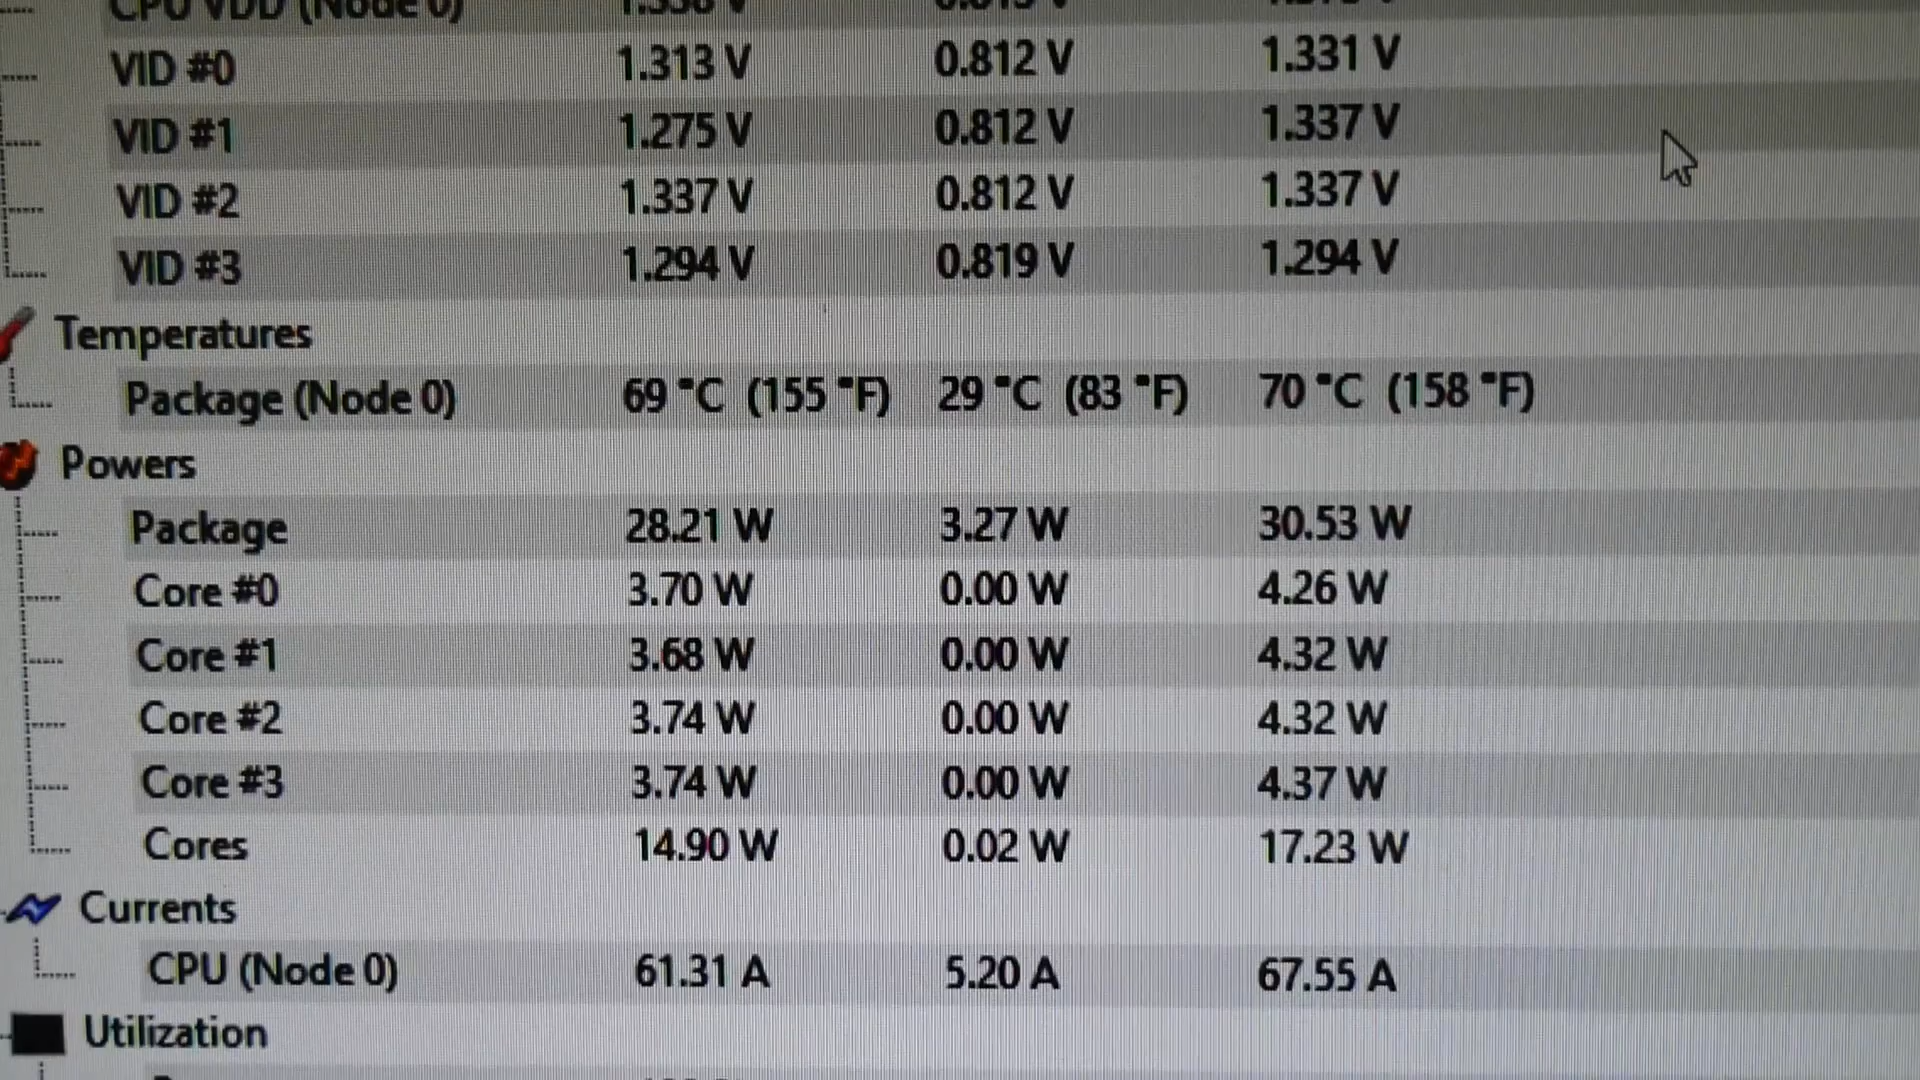 CPU VDD (Node 0)
VID #0 1.313 V 0.812 V 1.331 V
VID #1 1.275 V 0.812 V 1.337 V
VID #2 1.337 V 0.812 V 1.337 V
VID #3 1.294 V 0.819 V 1.294 V
Temperatures
Package (Node 0) 69 °C (155 °F) 29 °C (83 °F) 70 °C (158 °F)
Powers
Package 28.21 W 3.27 W 30.53 W
Core #0 3.70 W 0.00 W 4.26 W
Core #1 3.68 W 0.00 W 4.32 W
Core #2 3.74 W 0.00 W 4.32 W
Core #3 3.74 W 0.00 W 4.37 W
Cores 14.90 W 0.02 W 17.23 W
Currents
CPU (Node 0) 61.31 A 5.20 A 67.55 A
Utilization